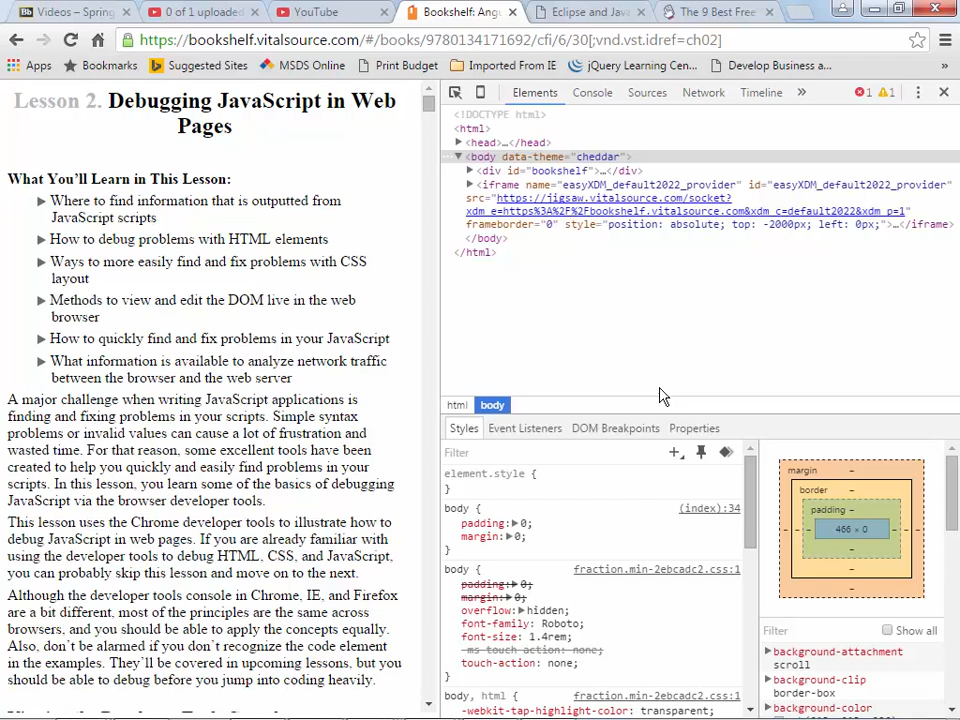 Videos – Spring
0 of 1 uploaded
YouTube
Bookshelf: Angu
Eclipse and Java
The 9 Best Free
https://bookshelf.vitalsource.com/#/books/9780134171692/cfi/6/30[;vnd.vst.idref=ch02]
Apps
Bookmarks
Suggested Sites
MSDS Online
Print Budget
Imported From IE
jQuery Learning Cen...
Develop Business a...
»
Lesson 2. Debugging JavaScript in Web
Pages
What You'll Learn in This Lesson:
Where to find information that is outputted from
JavaScript scripts
How to debug problems with HTML elements
Ways to more easily find and fix problems with CSS
layout
Methods to view and edit the DOM live in the web
browser
How to quickly find and fix problems in your JavaScript
What information is available to analyze network traffic
between the browser and the web server
A major challenge when writing JavaScript applications is
finding and fixing problems in your scripts. Simple syntax
problems or invalid values can cause a lot of frustration and
wasted time. For that reason, some excellent tools have been
created to help you quickly and easily find problems in your
scripts. In this lesson, you learn some of the basics of debugging
JavaScript via the browser developer tools.
This lesson uses the Chrome developer tools to illustrate how to
debug JavaScript in web pages. If you are already familiar with
using the developer tools to debug HTML, CSS, and JavaScript,
you can probably skip this lesson and move on to the next.
Although the developer tools console in Chrome, IE, and Firefox
are a bit different, most of the principles are the same across
browsers, and you should be able to apply the concepts equally.
Also, don't be alarmed if you don't recognize the code element
in the examples. They'll be covered in upcoming lessons, but you
should be able to debug before you jump into coding heavily.
Elements Console Sources Network Timeline » 1 1
<!DOCTYPE html>
<html>
<head>…</head>
<body data-theme="cheddar">
<div id="bookshelf">…</div>
<iframe name="easyXDM_default2022_provider" id="easyXDM_default2022_provider"
src="https://jigsaw.vitalsource.com/socket?
xdm_e=https%3A%2F%2Fbookshelf.vitalsource.com&xdm_c=default2022&xdm_p=1"
frameborder="0" style="position: absolute; top: -2000px; left: 0px;">…</iframe>
</body>
</html>
html body
Styles Event Listeners DOM Breakpoints Properties
Filter
element.style {
}
body { (index):34
padding: 0;
margin: 0;
}
body { fraction.min-2ebcadc2.css:1
padding: 0;
margin: 0;
overflow: hidden;
font-family: Roboto;
font-size: 1.4rem;
-ms-touch-action: none;
touch-action: none;
}
body, html { fraction.min-2ebcadc2.css:1
-webkit-tap-highlight-color: transparent;
margin –
border –
padding –
– – – 466 × 0 – – –
–
–
–
Filter Show all
background-attachment
scroll
background-clip
border-box
background-color